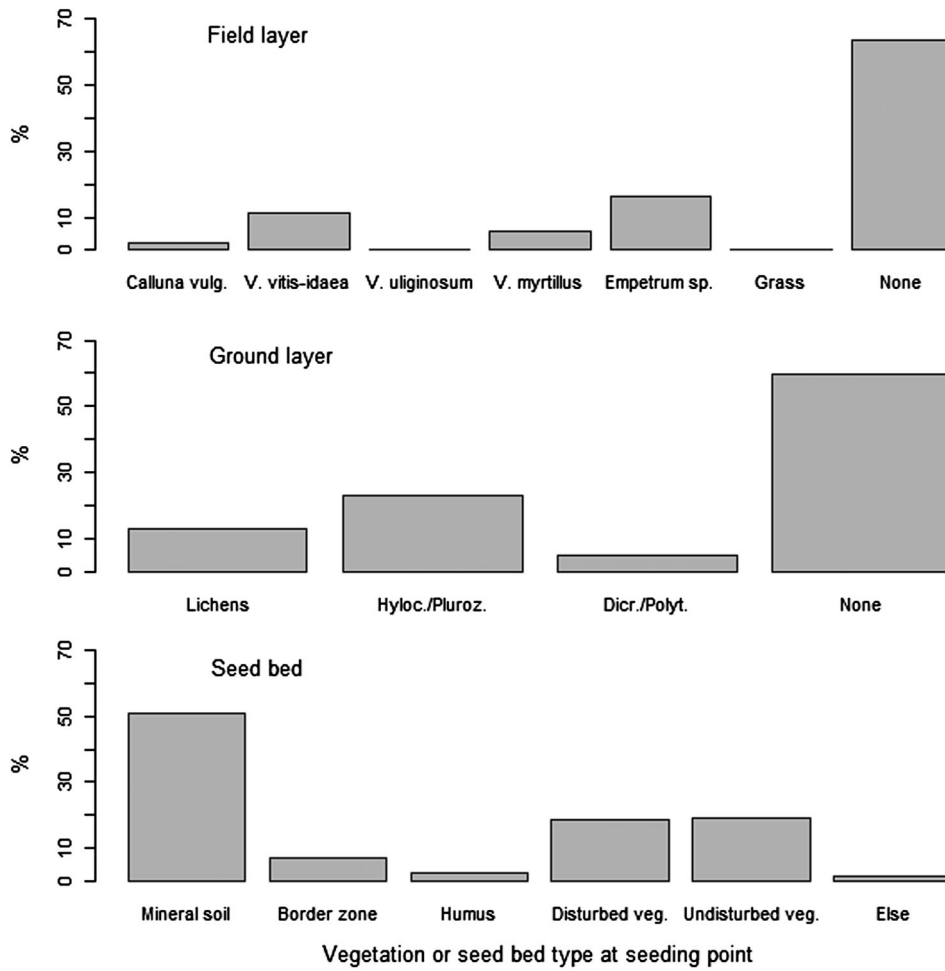 Field layer
%
70
50
30
10
0
Calluna vulg. V. vitis-idaea V. uliginosum V. myrtillus Empetrum sp. Grass None
Ground layer
%
70
50
30
10
0
Lichens Hyloc./Pluroz. Dicr./Polyt. None
Seed bed
%
70
50
30
10
0
Mineral soil Border zone Humus Disturbed veg. Undisturbed veg. Else
Vegetation or seed bed type at seeding point